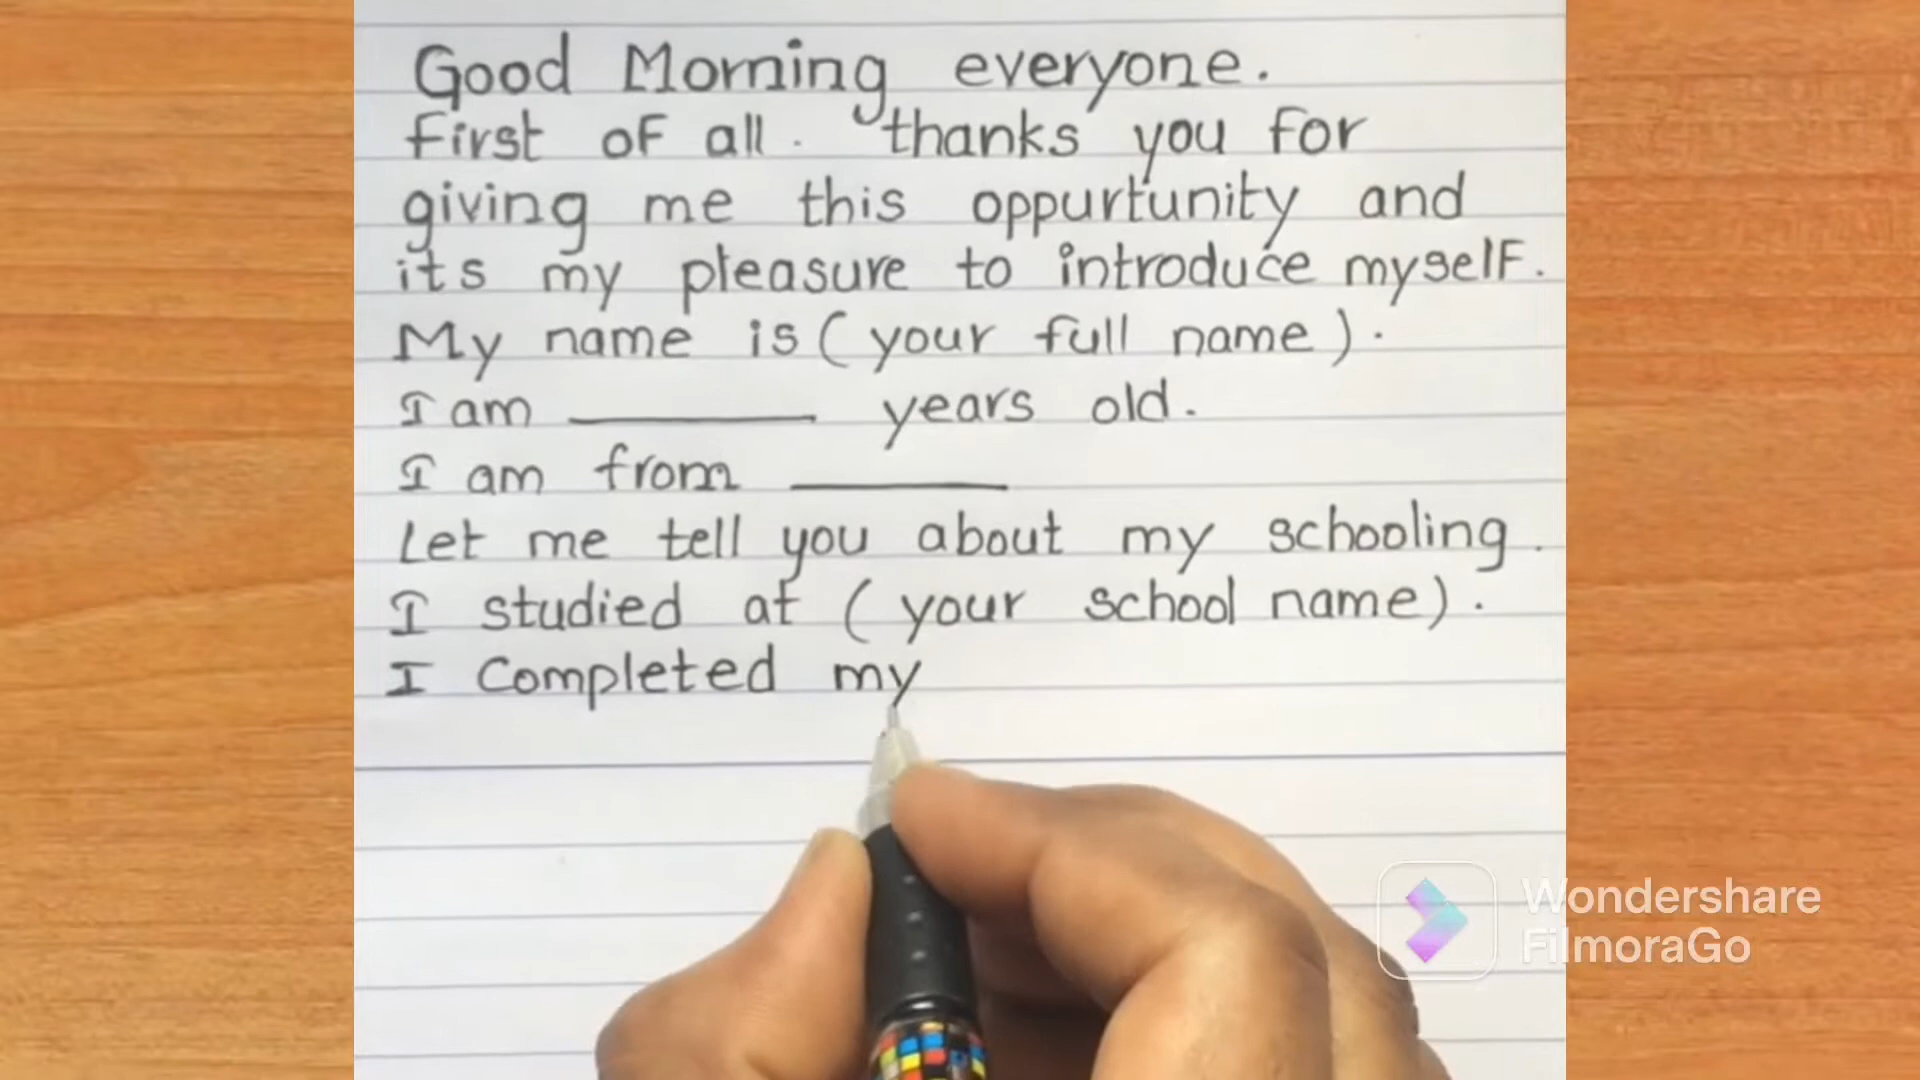 Good Morning everyone.
First of all. thanks you for
giving me this oppurtunity and
its my pleasure to introduce myself.
My name is (your full name).
I am ________ years old.
I am from ________
Let me tell you about my schooling.
I studied at (your school name).
I completed my
Wondershare
FilmoraGo